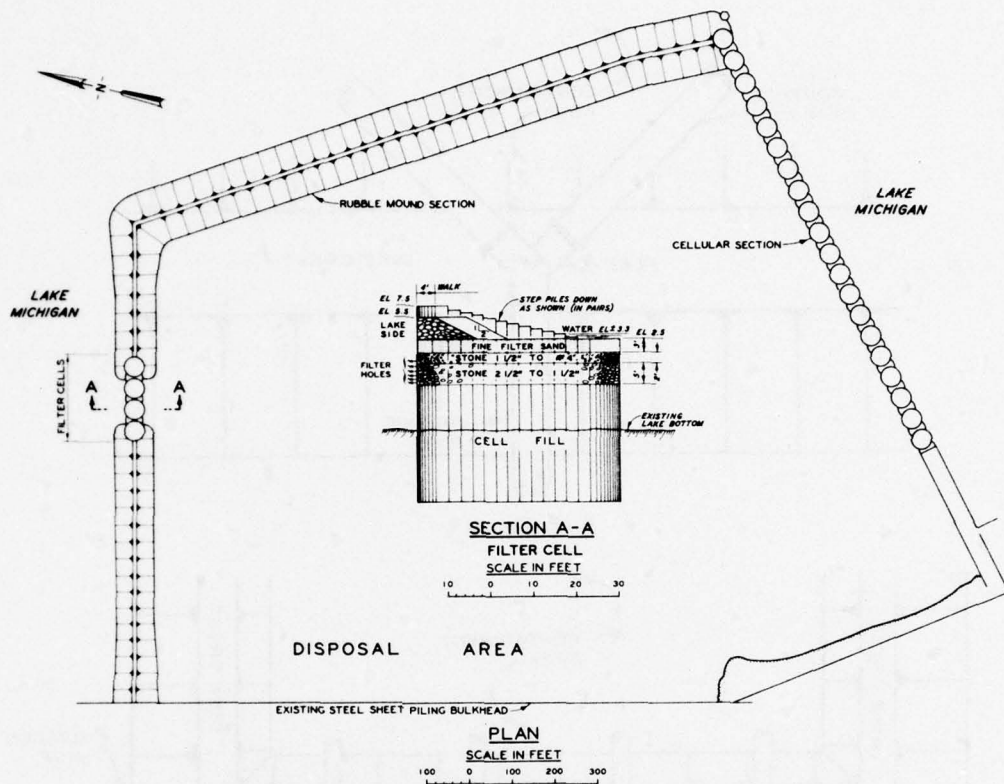 N
RUBBLE MOUND SECTION
LAKE
MICHIGAN
CELLULAR SECTION
LAKE
MICHIGAN
FILTER CELLS
A
A
4' WALK
EL 7.5
EL 5.5
STEP PILES DOWN
AS SHOWN (IN PAIRS)
LAKE
SIDE
1
2
WATER EL 2 3.3
EL 2.5
FINE FILTER SAND
STONE 1 1/2" TO
FILTER
HOLES
STONE 2 1/2" TO 1 1/2"
EXISTING
LAKE BOTTOM
CELL FILL
SECTION A-A
FILTER CELL
SCALE IN FEET
10 0 10 20 30
DISPOSAL AREA
EXISTING STEEL SHEET PILING BULKHEAD
PLAN
SCALE IN FEET
100 0 100 200 300